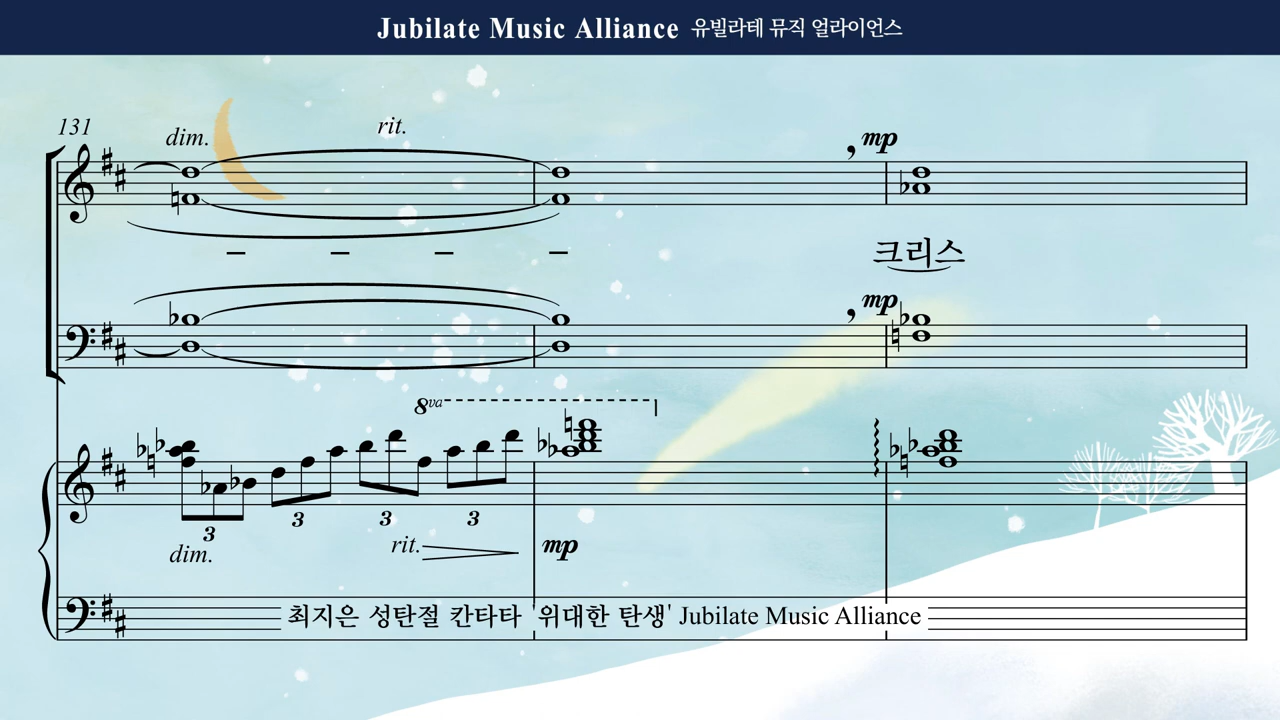 Jubilate Music Alliance 유빌라테 뮤직 얼라이언스
131
dim. rit. mp
크리스
mp
8va
3 3 3 3
dim. rit. mp
최지은 성탄절 칸타타 '위대한 탄생' Jubilate Music Alliance